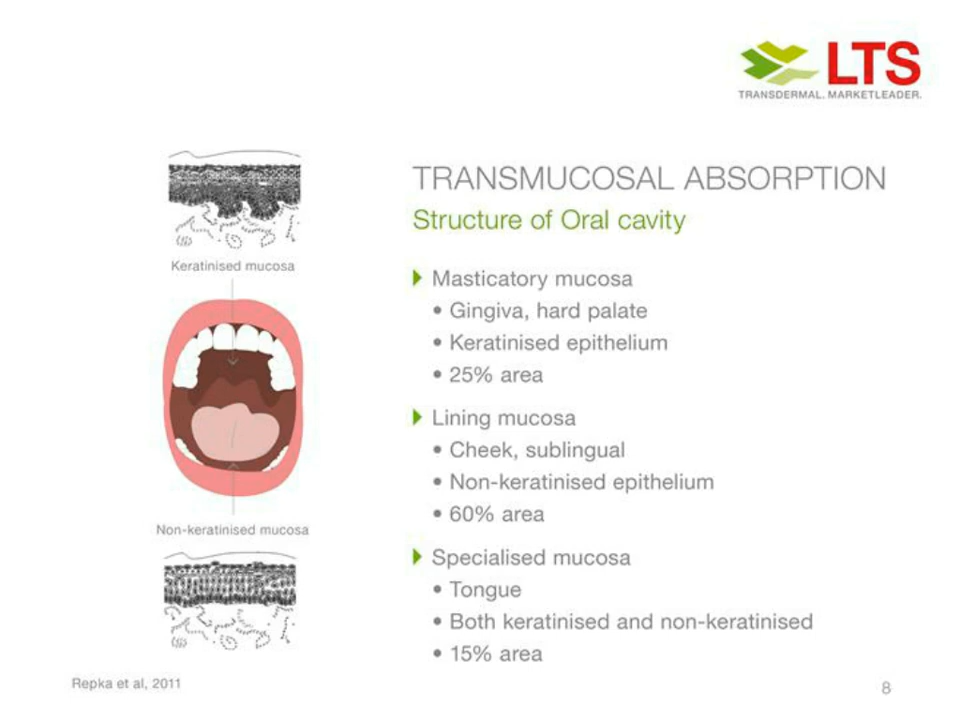 LTS
TRANSDERMAL. MARKETLEADER.
TRANSMUCOSAL ABSORPTION
Structure of Oral cavity
Keratinised mucosa
Masticatory mucosa
• Gingiva, hard palate
• Keratinised epithelium
• 25% area
Lining mucosa
• Cheek, sublingual
• Non-keratinised epithelium
• 60% area
Non-keratinised mucosa
Specialised mucosa
• Tongue
• Both keratinised and non-keratinised
• 15% area
Repka et al, 2011
8